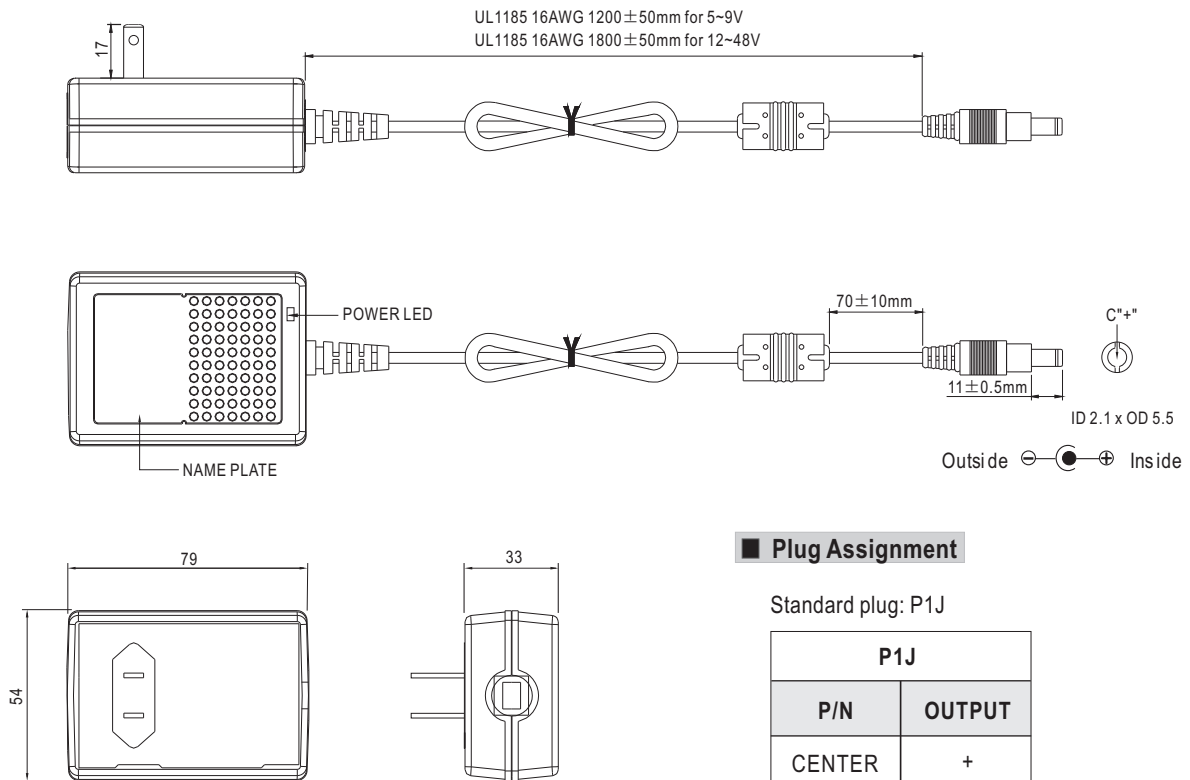 UL1185 16AWG 1200±50mm for 5~9V
UL1185 16AWG 1800±50mm for 12~48V
17
POWER LED
NAME PLATE
70±10mm
C"+"
11±0.5mm
ID 2.1 x OD 5.5
Outside ⊖ ⊕ Inside
79
33
54
■ Plug Assignment
Standard plug: P1J
P1J
P/N OUTPUT
CENTER +